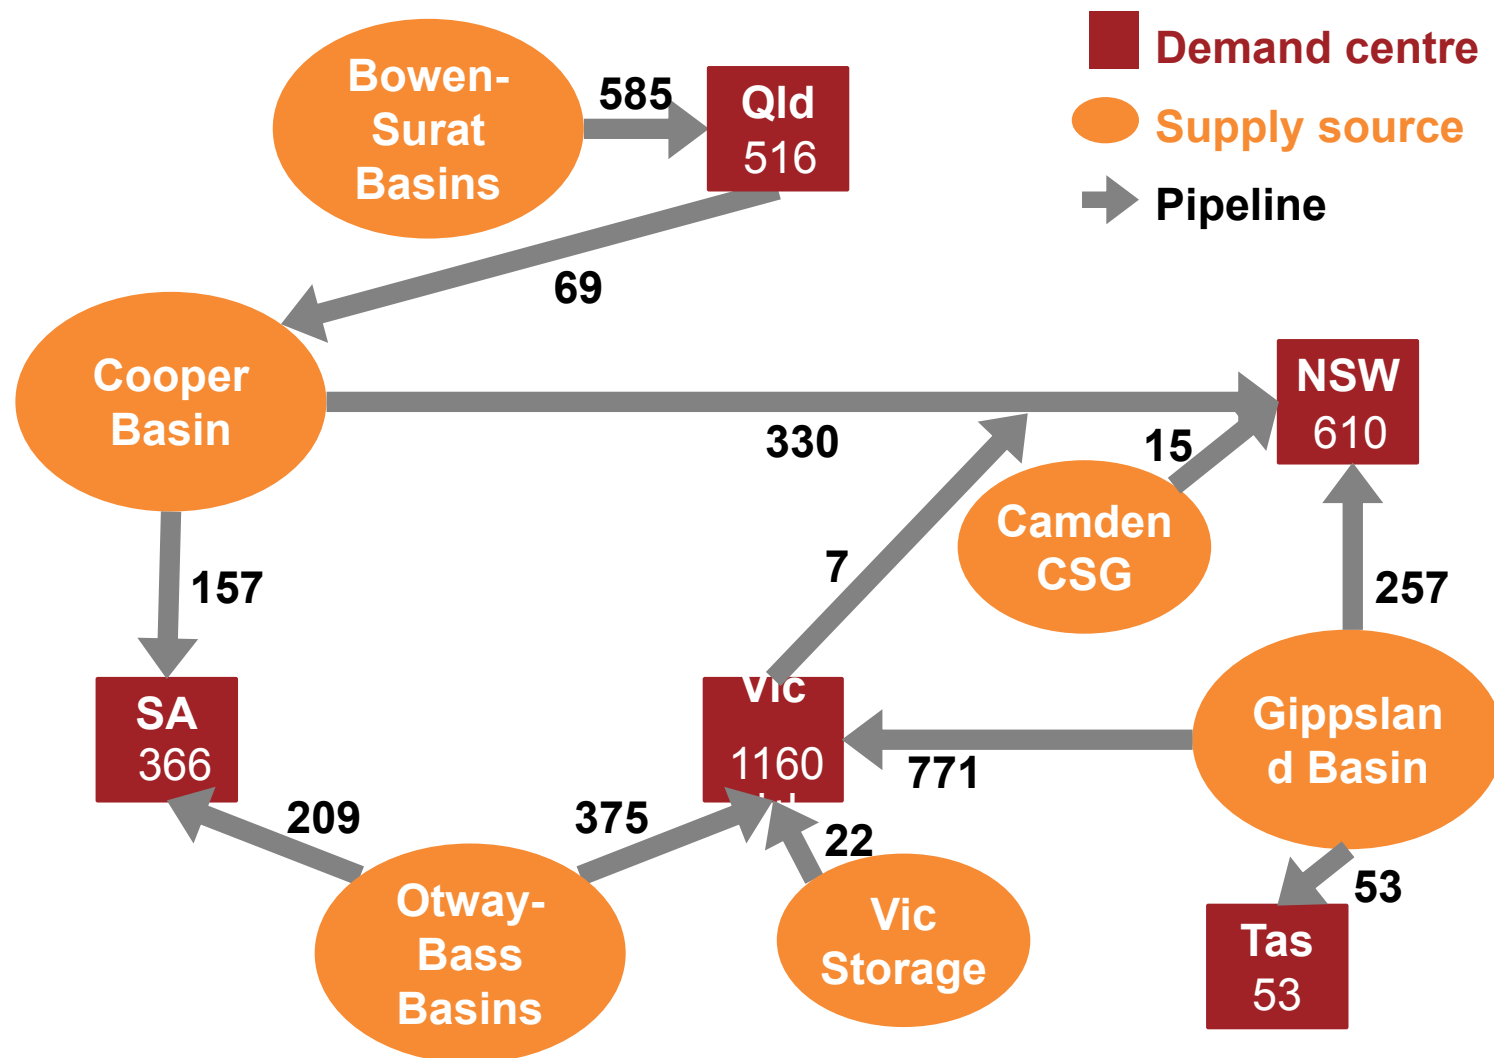 Bowen-
Surat
Basins
585
Qld
516
Demand centre
Supply source
Pipeline
69
Cooper
Basin
330
NSW
610
15
Camden
CSG
7
157
257
SA
366
Vic
1160
771
Gippslan
d Basin
209
375
22
53
Otway-
Bass
Basins
Vic
Storage
Tas
53